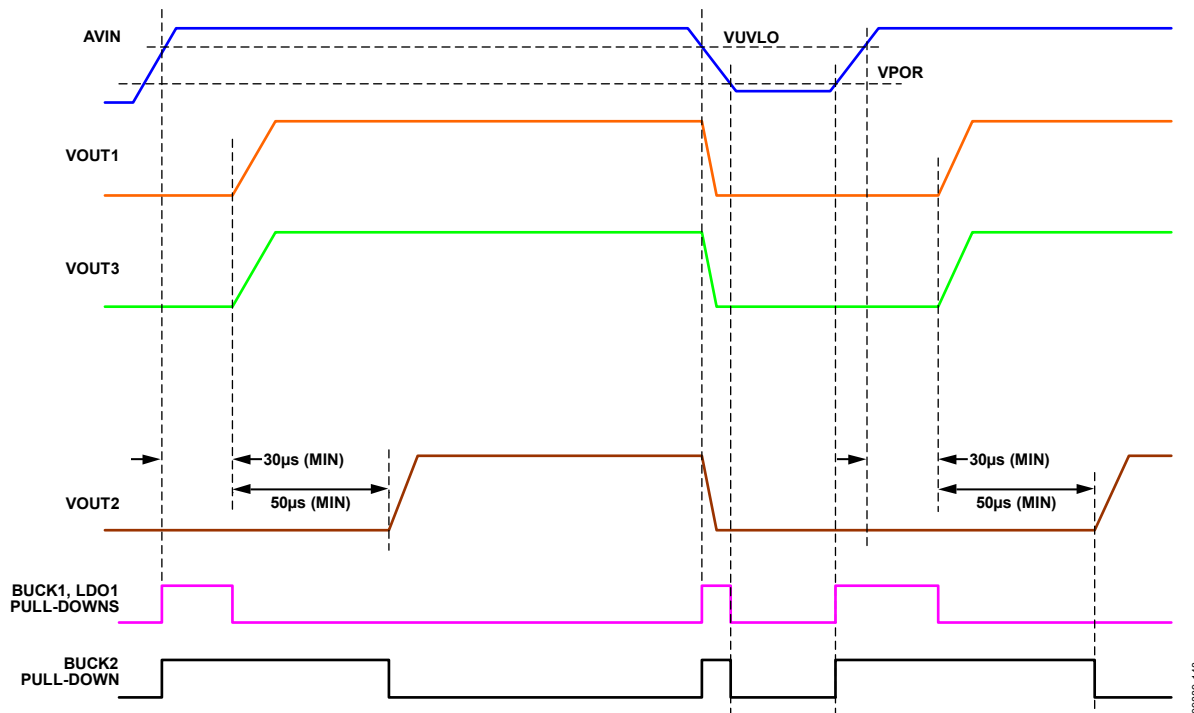 AVIN
VUVLO
VPOR
VOUT1
VOUT3
30µs (MIN)
30µs (MIN)
50µs (MIN)
50µs (MIN)
VOUT2
BUCK1, LDO1
PULL-DOWNS
BUCK2
PULL-DOWN